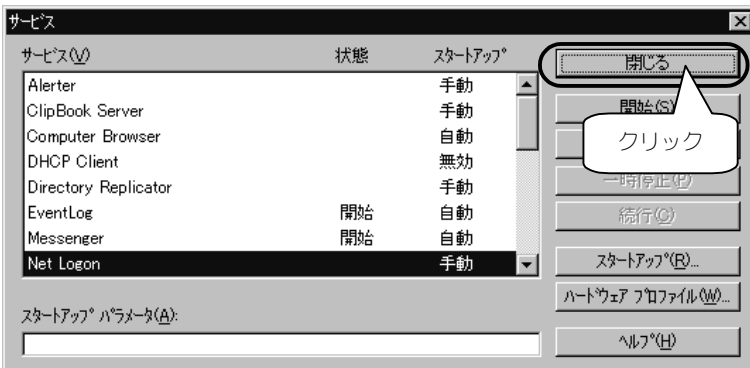 サービス
サービス(V) 状態 スタートアップ
Alerter 手動
ClipBook Server 手動
Computer Browser 自動
DHCP Client 無効
Directory Replicator 手動
EventLog 開始 自動
Messenger 開始 自動
Net Logon 手動
スタートアップ パラメータ(A):
閉じる
開始(S)
クリック
一時停止(P)
続行(C)
スタートアップ(R)...
ハードウェア プロファイル(W)...
ヘルプ(H)